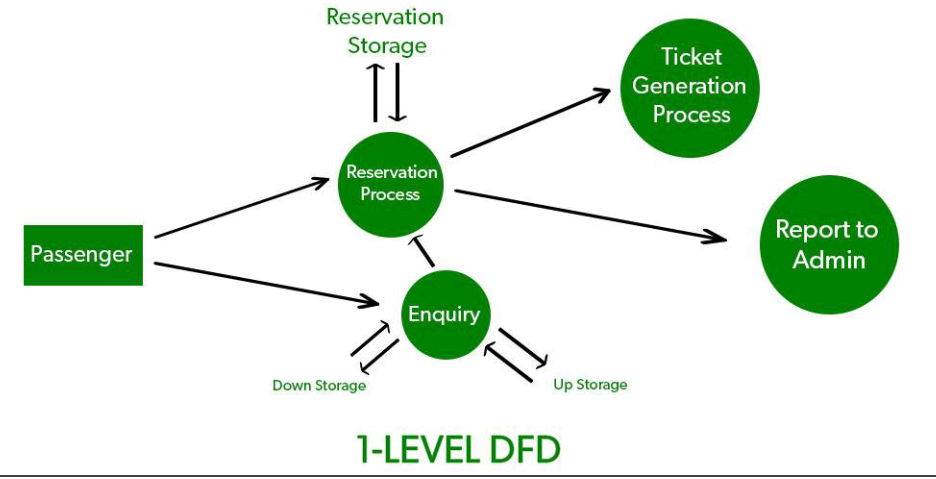 Reservation
Storage
Ticket
Generation
Process
Reservation
Process
Report to
Admin
Passenger
Enquiry
Down Storage
Up Storage
1-LEVEL DFD